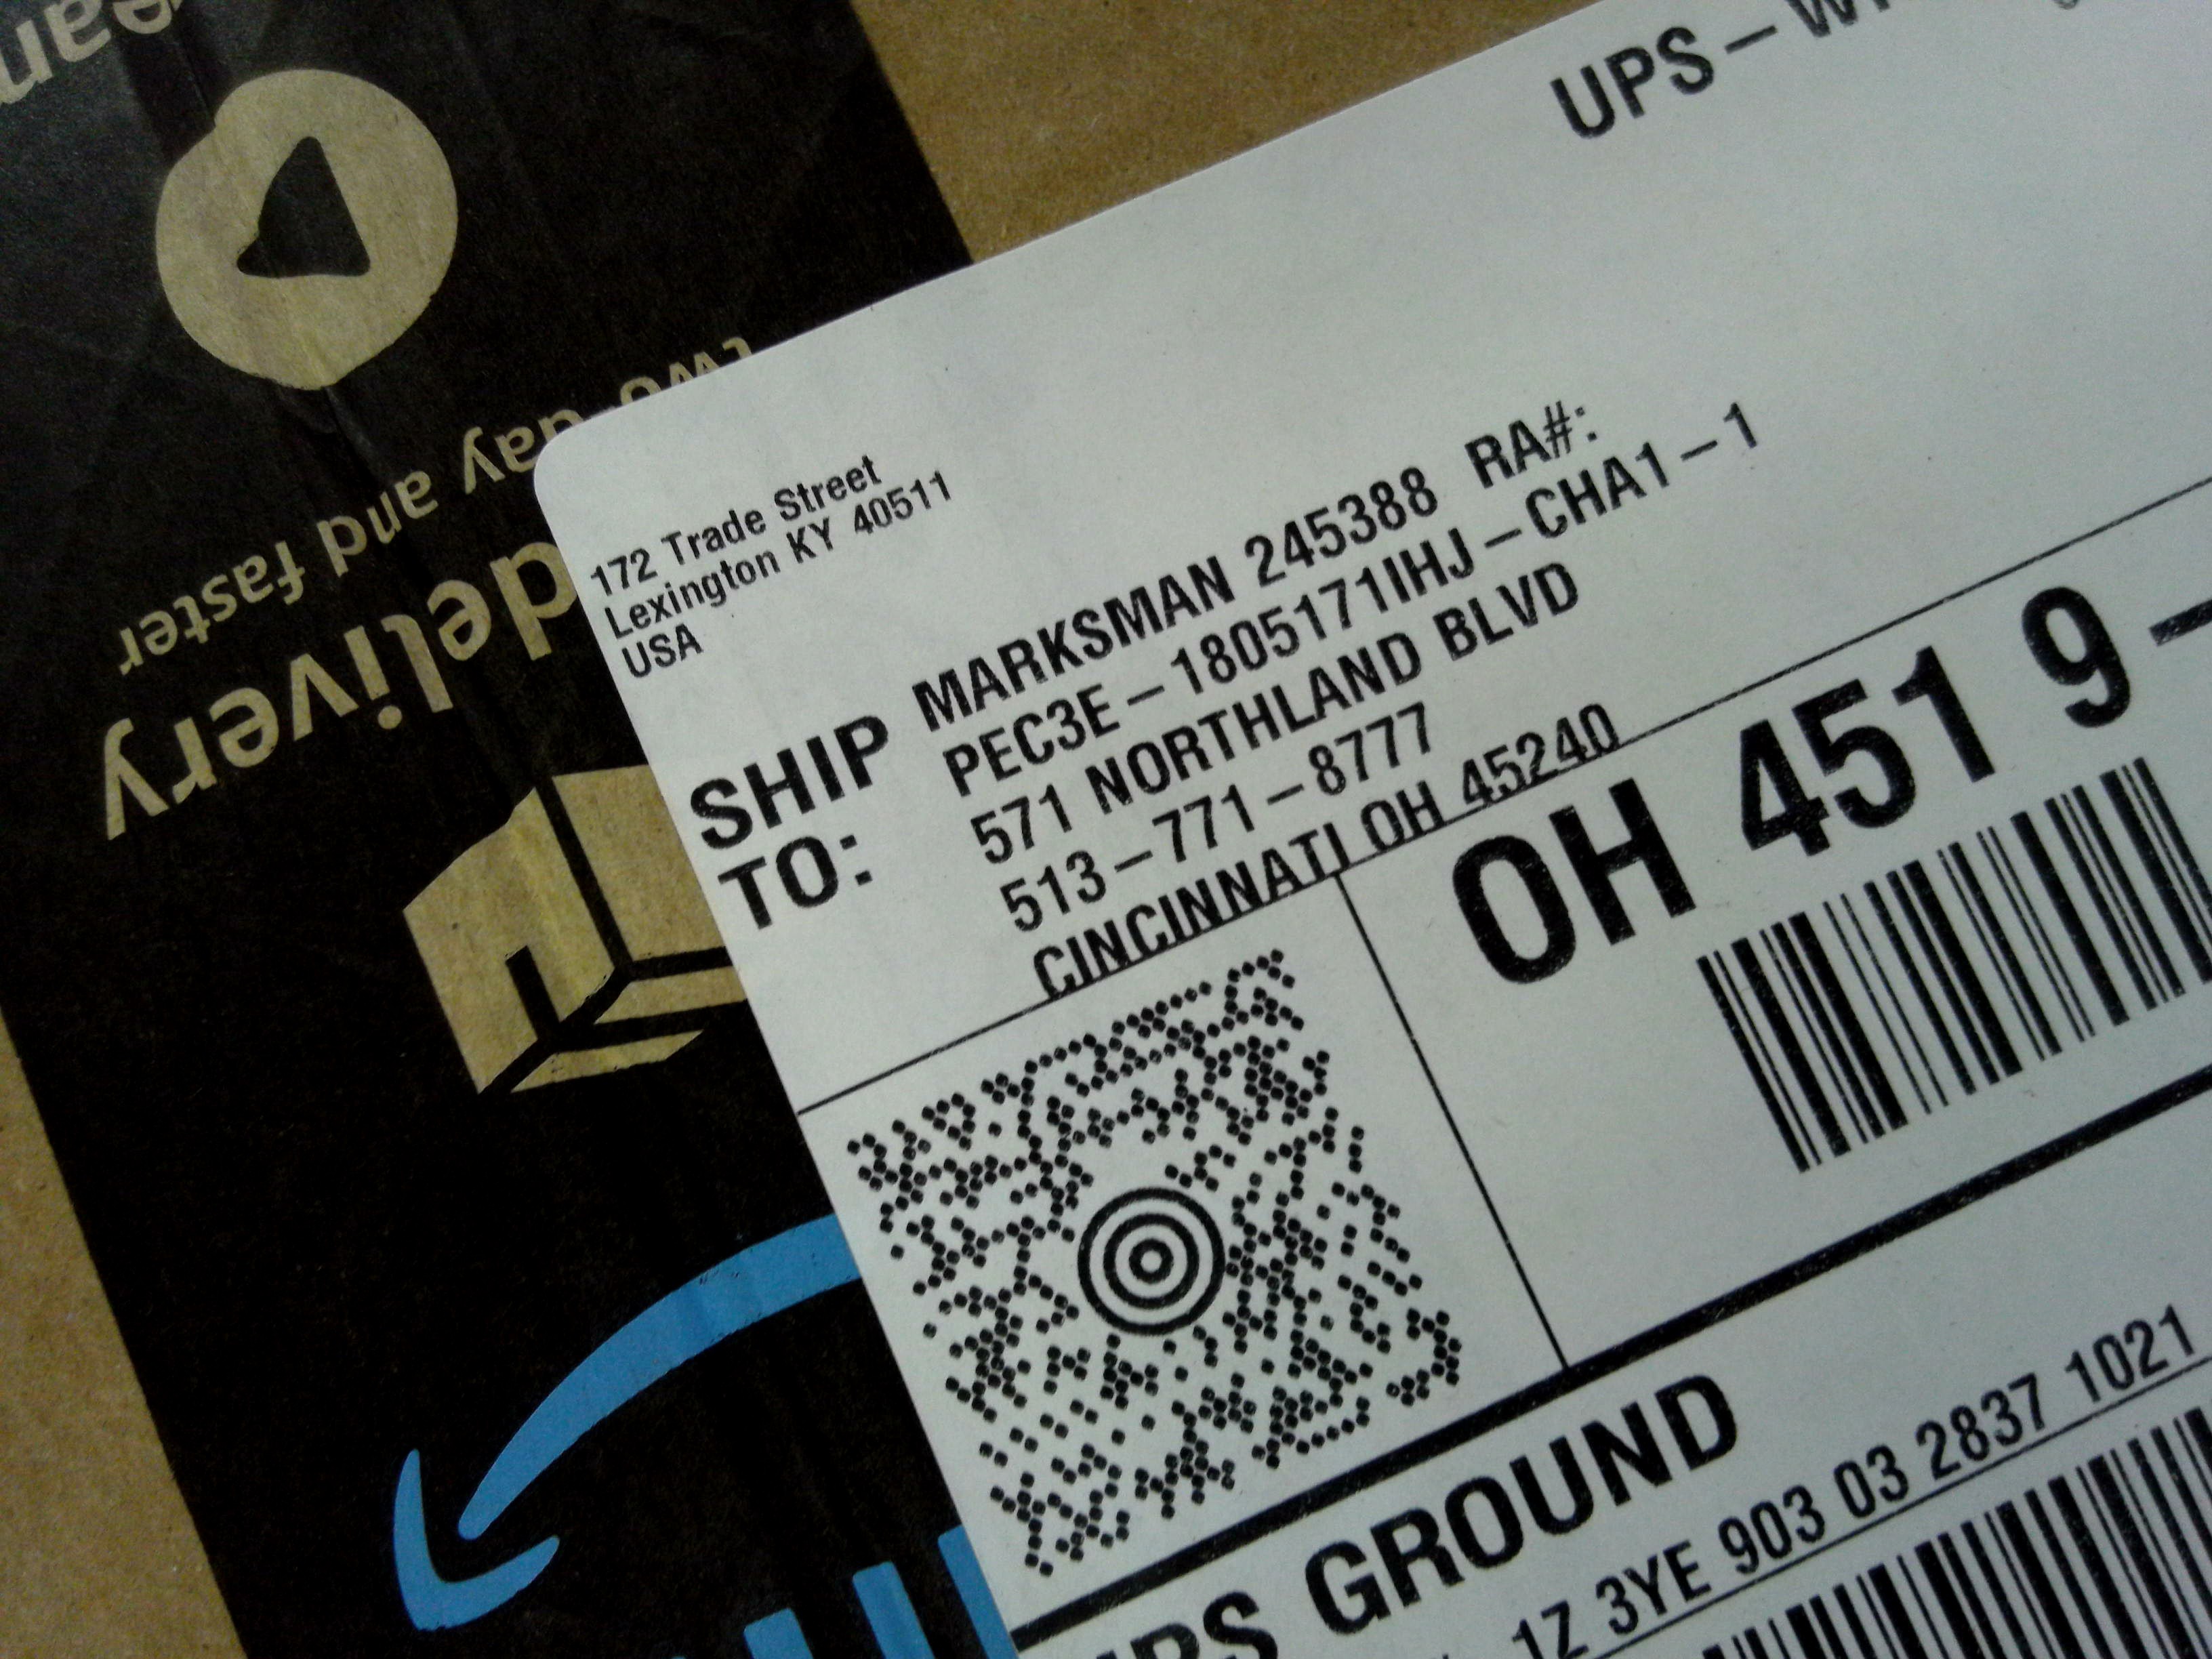 UPS –
172 Trade Street
Lexington KY 40511
USA
SHIP
TO:
MARKSMAN 245388 RA#:
PEC3E – 1805171IHJ – CHA1 – 1
571 NORTHLAND BLVD
513 – 771 – 8777
CINCINNATI OH 45240
OH 451 9 –
UPS GROUND
1Z 3YE 903 03 2837 1021
two-day and faster
delivery